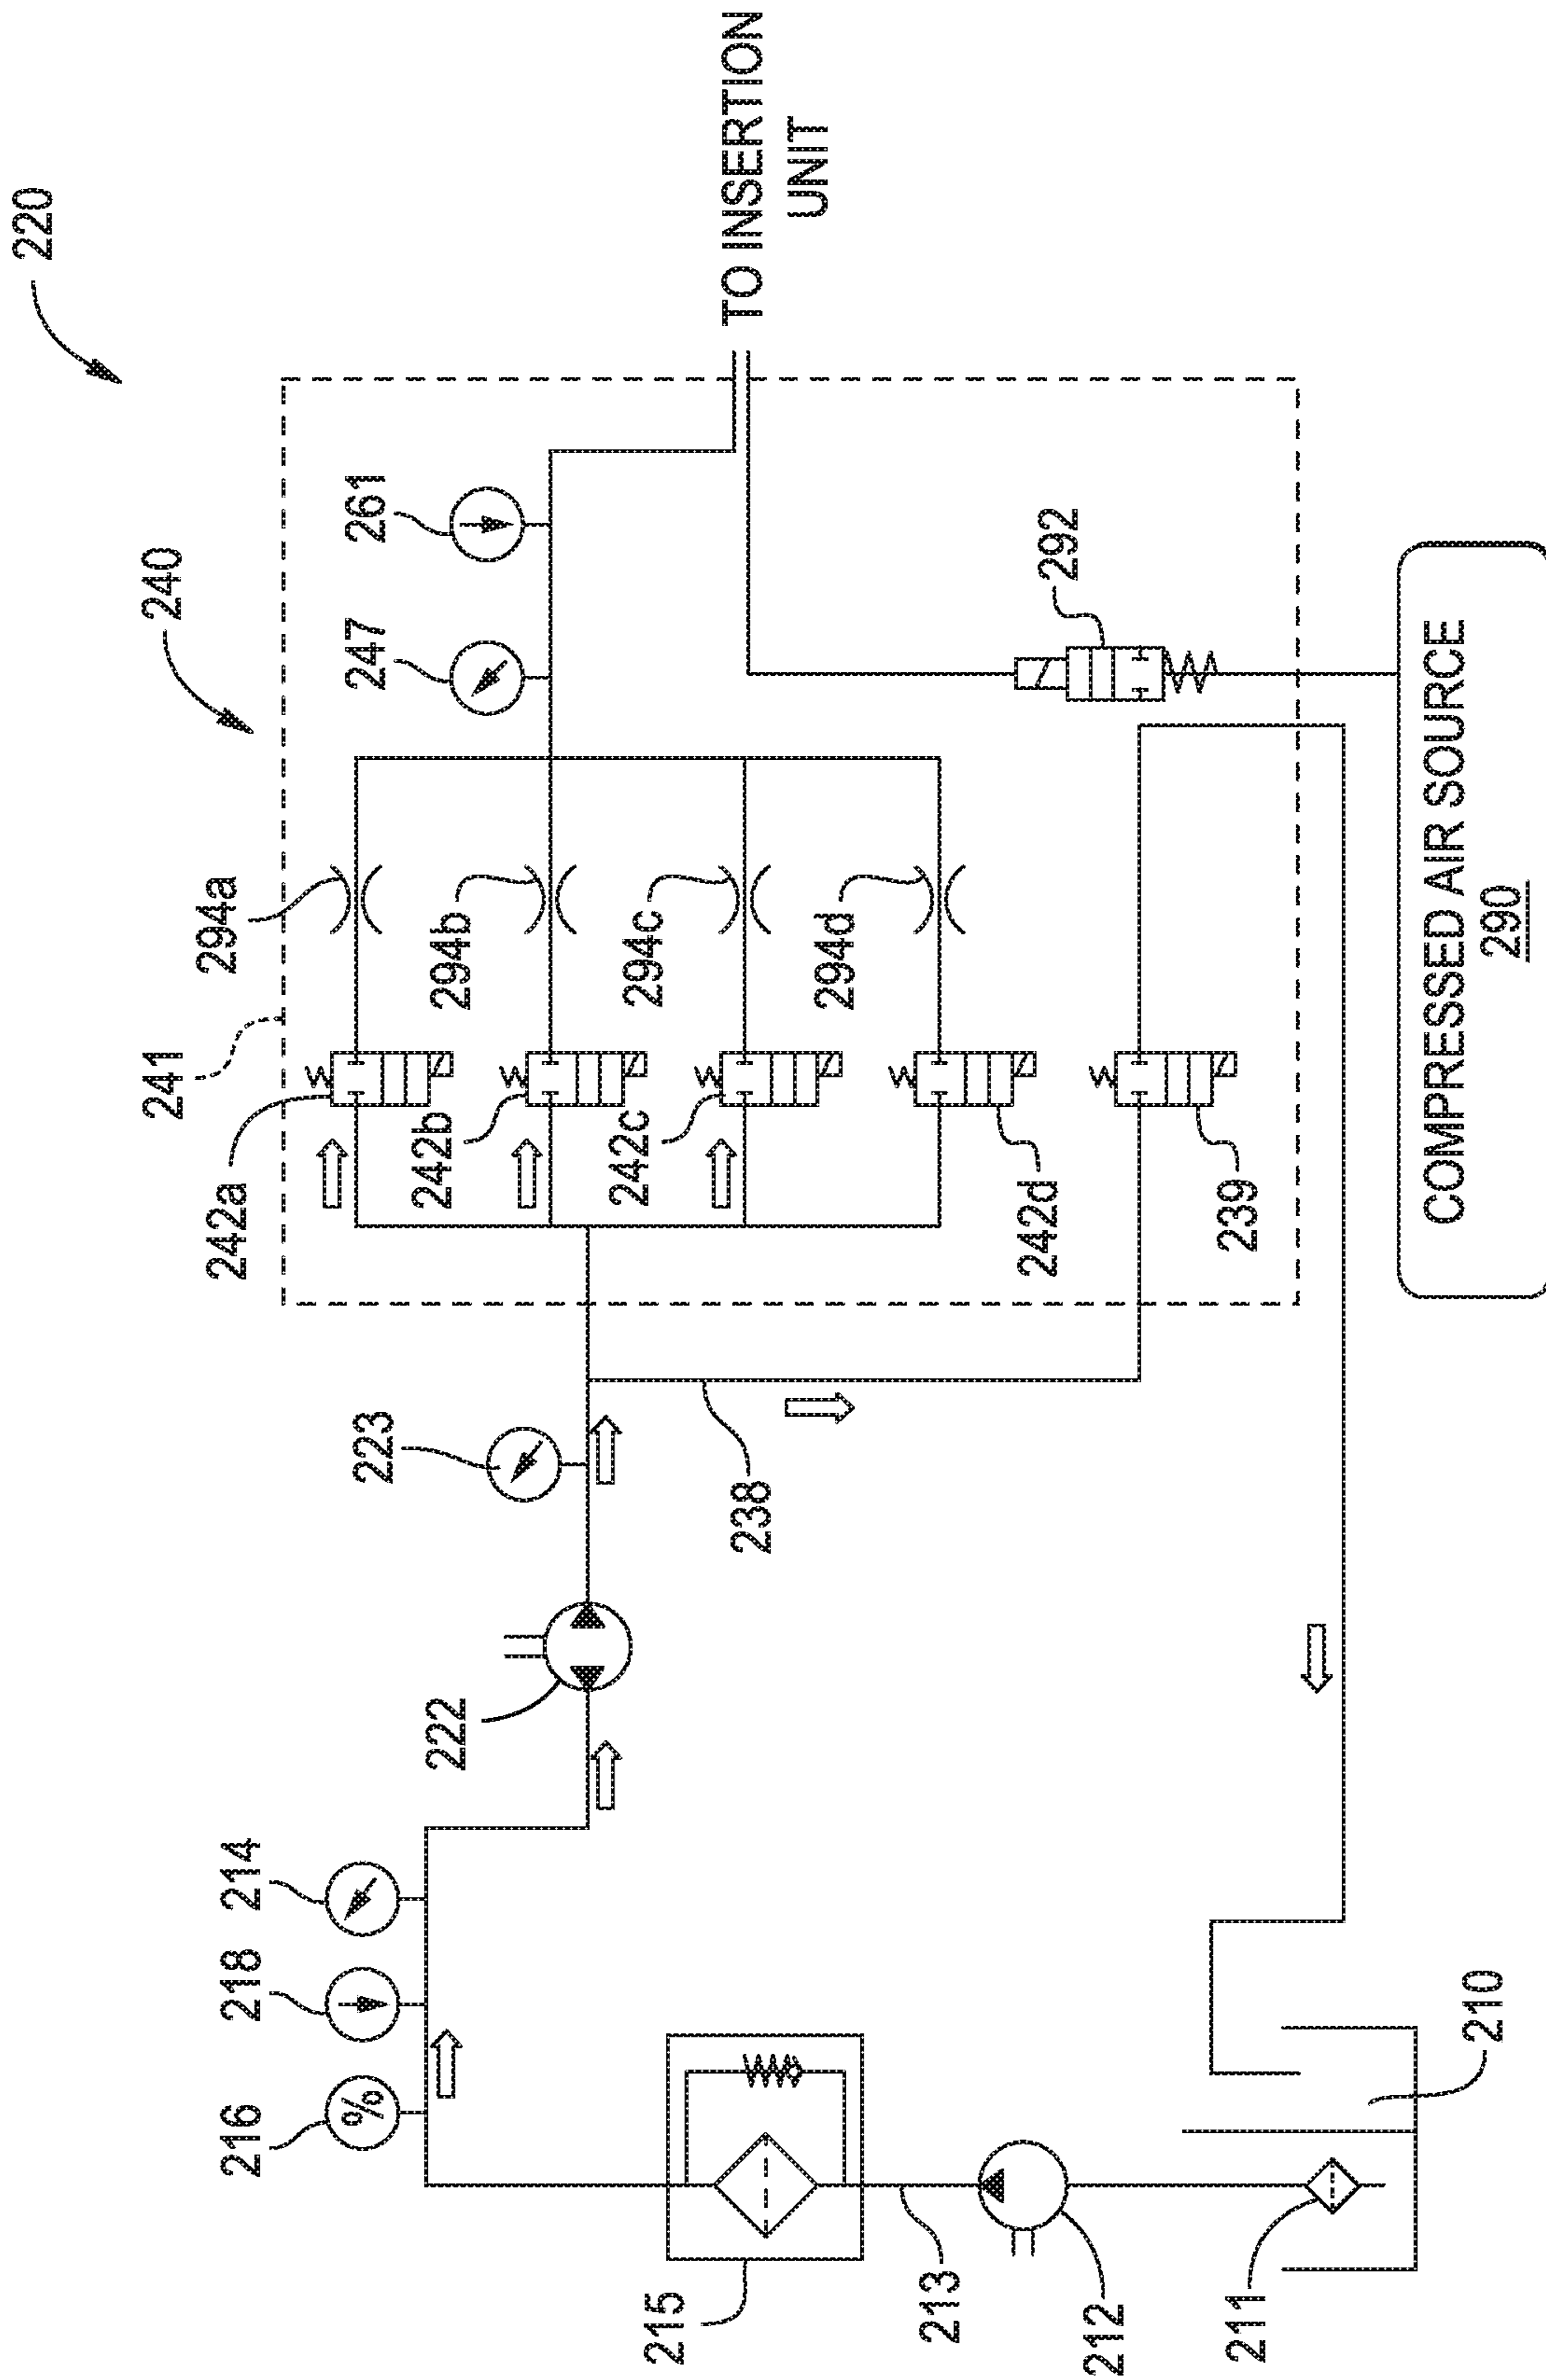 220
240
241
261
247
294a
294b
294c
294d
242a
242b
242c
242d
239
292
TO INSERTION
UNIT
223
238
222
214
218
216
%
215
213
212
211
210
COMPRESSED AIR SOURCE
290